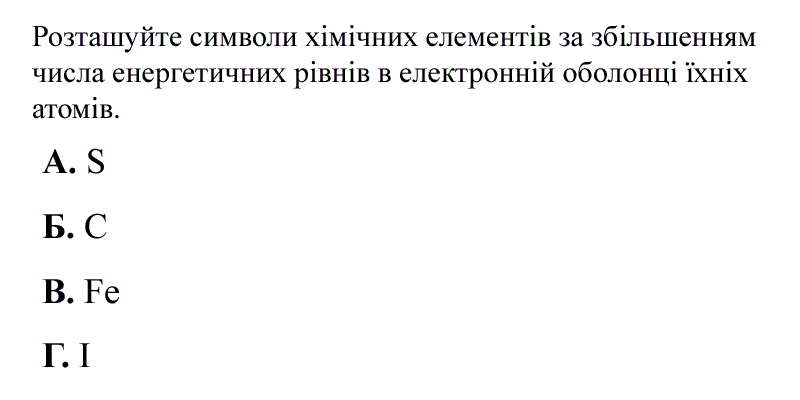 Розташуйте символи хімічних елементів за збільшенням
числа енергетичних рівнів в електронній оболонці їхніх
атомів.
А. S
Б. C
В. Fe
Г. I